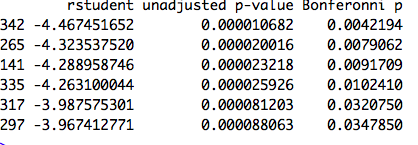 rstudent unadjusted p-value Bonferonni p
342 -4.467451652 0.000010682 0.0042194
265 -4.323537520 0.000020016 0.0079062
141 -4.288958746 0.000023218 0.0091709
335 -4.263100044 0.000025926 0.0102410
317 -3.987575301 0.000081203 0.0320750
297 -3.967412771 0.000088063 0.0347850